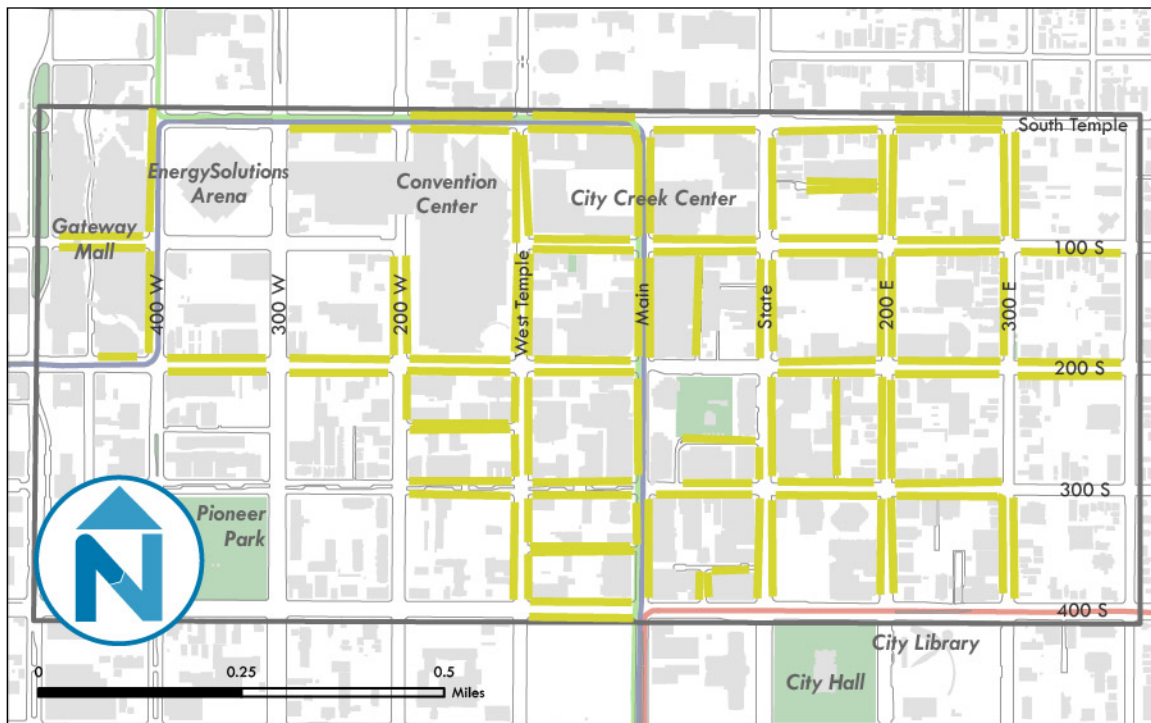 South Temple
EnergySolutions
Arena
Convention
Center
City Creek Center
Gateway
Mall
100 S
400 W
300 W
200 W
West Temple
Main
State
200 E
300 E
200 S
300 S
Pioneer
Park
N
400 S
City Library
City Hall
0
0.25
0.5
Miles